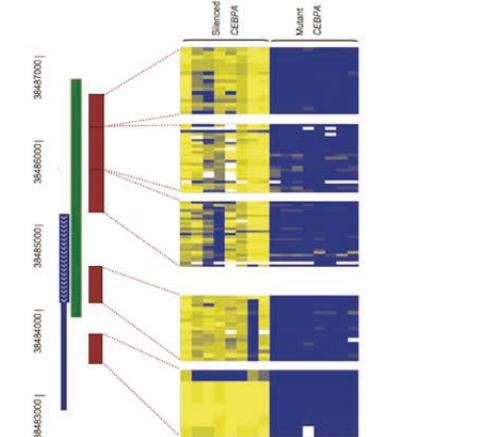 Silenced
CEBPA
Mutant
CEBPA
38487000 |
38486000 |
38485000 |
38484000 |
38483000 |